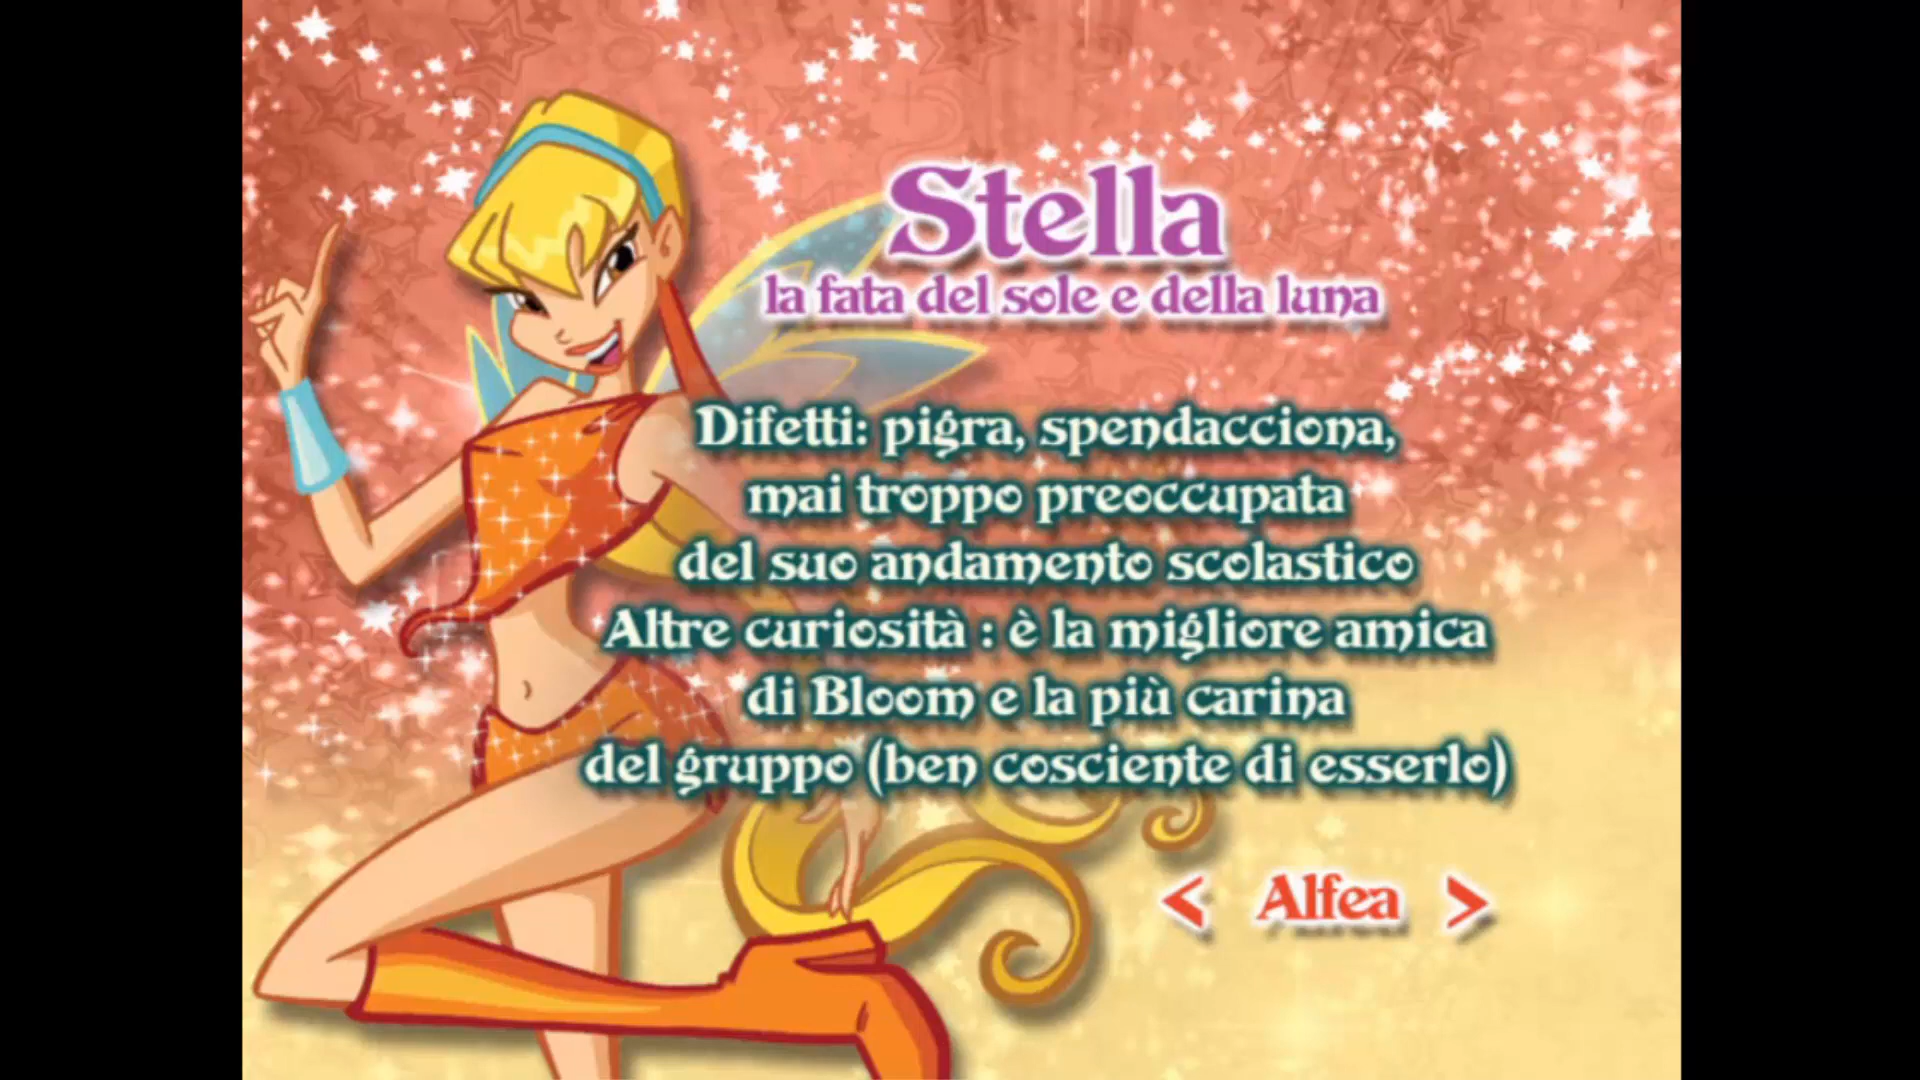 Stella
la fata del sole e della luna
Difetti: pigra, spendacciona,
mai troppo preoccupata
del suo andamento scolastico
Altre curiosità : è la migliore amica
di Bloom e la più carina
del gruppo (ben cosciente di esserlo)
< Alfea >